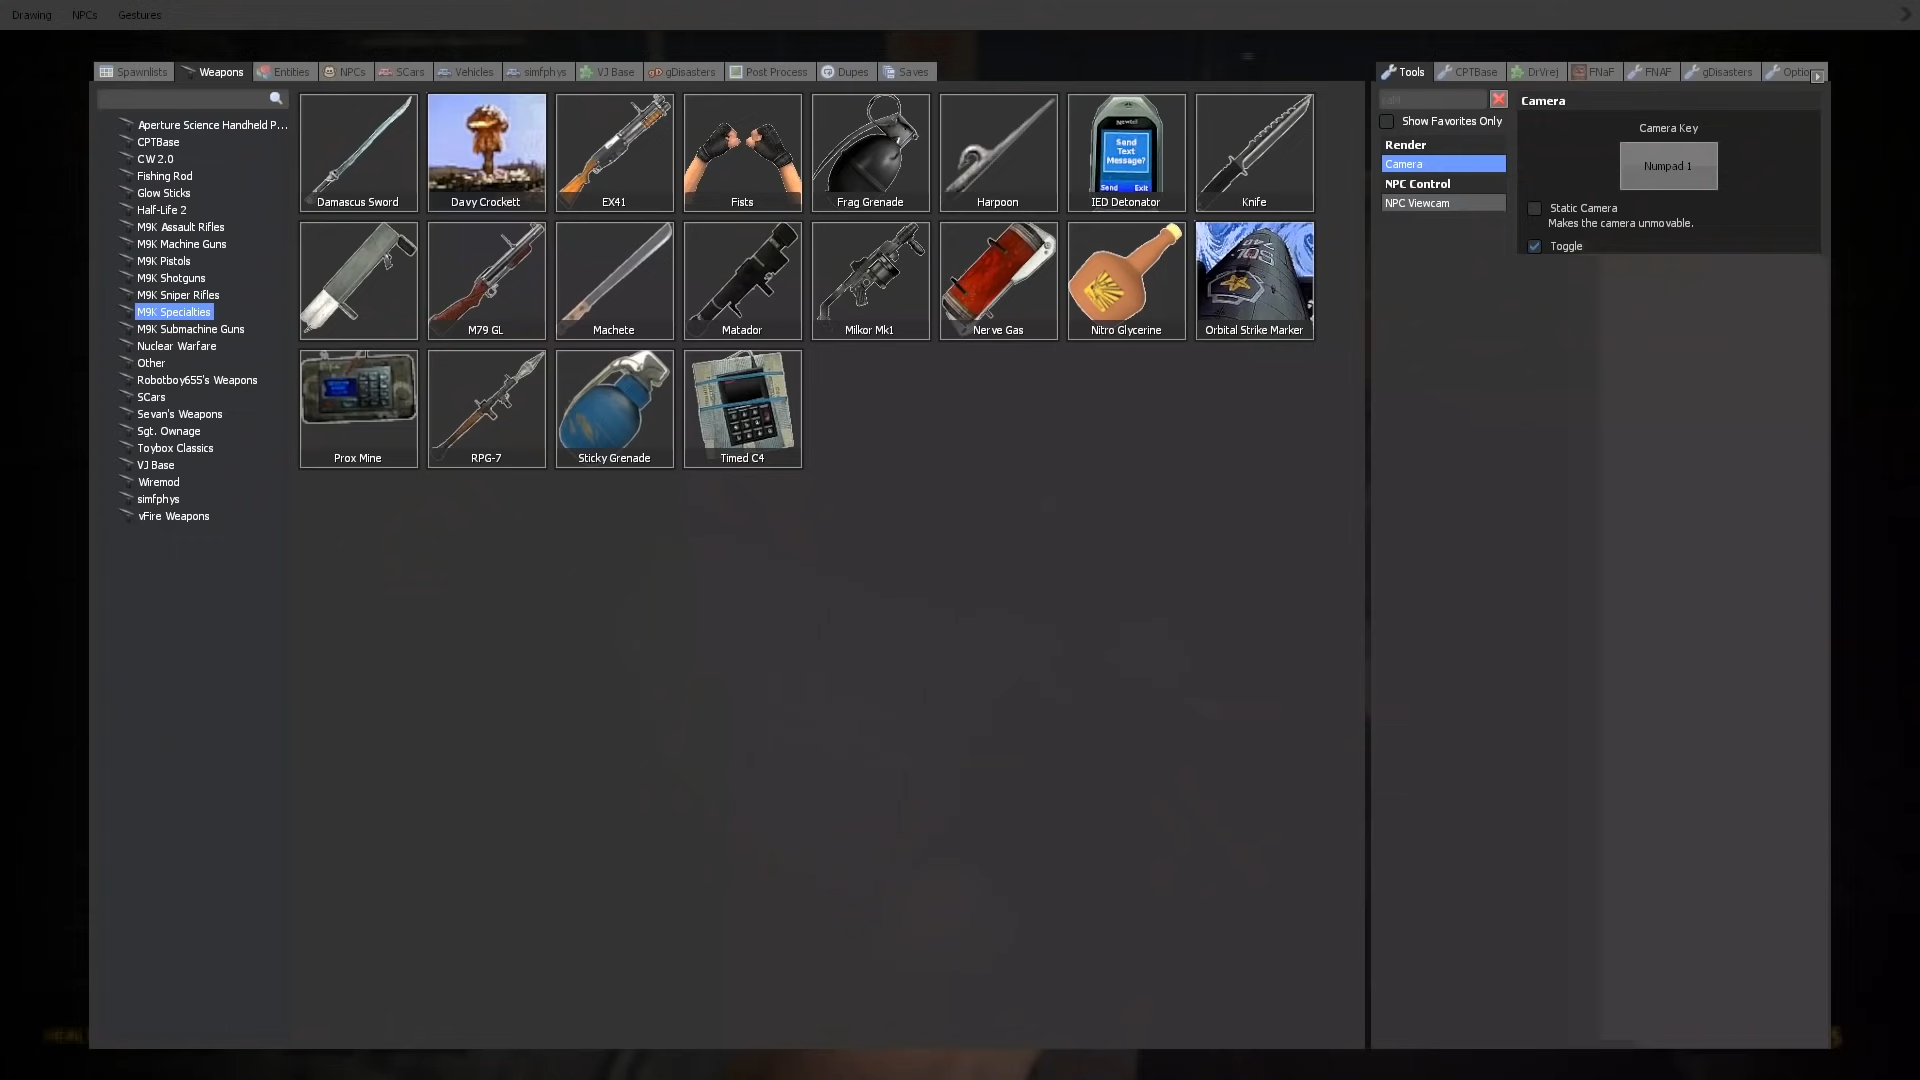 Drawing NPCs Gestures
Spawnlists Weapons Entities NPCs SCars Vehicles simfphys VJ Base gDisasters Post Process Dupes Saves
Tools CPTBase DrVrej FNaF FNAF gDisasters Optio
Aperture Science Handheld P...
CPTBase
CW 2.0
Fishing Rod
Glow Sticks
Half-Life 2
M9K Assault Rifles
M9K Machine Guns
M9K Pistols
M9K Shotguns
M9K Sniper Rifles
M9K Specialties
M9K Submachine Guns
Nuclear Warfare
Other
Robotboy655's Weapons
SCars
Sevan's Weapons
Sgt. Ownage
Toybox Classics
VJ Base
Wiremod
simfphys
vFire Weapons
Send
Text
Message?
Send Exit
Damascus Sword Davy Crockett EX41 Fists Frag Grenade Harpoon IED Detonator Knife
M79 GL Machete Matador Milkor Mk1 Nerve Gas Nitro Glycerine Orbital Strike Marker
Prox Mine RPG-7 Sticky Grenade Timed C4
Show Favorites Only
Render
Camera
NPC Control
NPC Viewcam
Camera
Camera Key
Numpad 1
Static Camera
Makes the camera unmovable.
Toggle